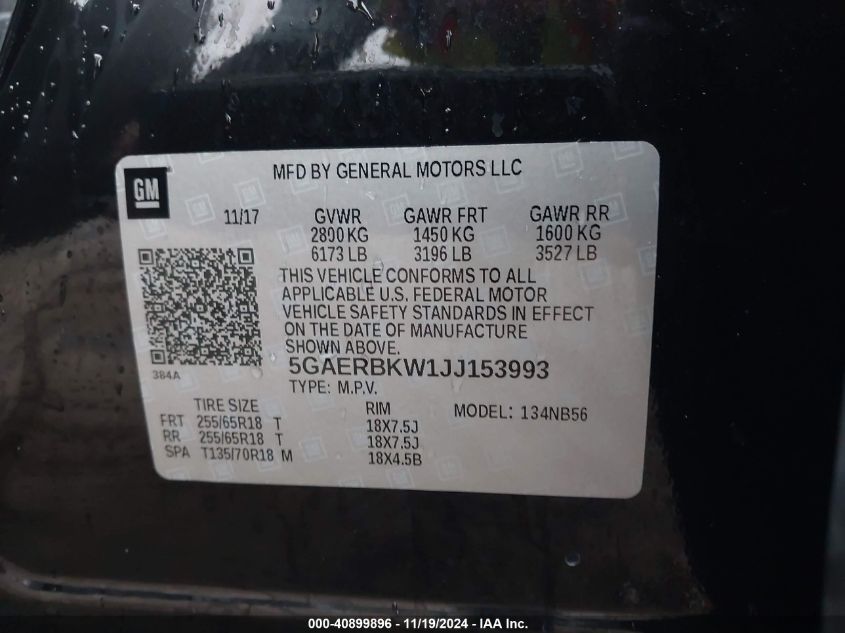 MFD BY GENERAL MOTORS LLC
GM
11/17 GVWR GAWR FRT GAWR RR
2800 KG 1450 KG 1600 KG
6173 LB 3196 LB 3527 LB
THIS VEHICLE CONFORMS TO ALL
APPLICABLE U.S. FEDERAL MOTOR
VEHICLE SAFETY STANDARDS IN EFFECT
ON THE DATE OF MANUFACTURE
SHOWN ABOVE.
384A
5GAERBKW1JJ153993
TYPE: M.P.V.
TIRE SIZE RIM MODEL: 134NB56
FRT 255/65R18 T 18X7.5J
RR 255/65R18 T 18X7.5J
SPA T135/70R18 M 18X4.5B
000-40899896 - 11/19/2024 - IAA Inc.